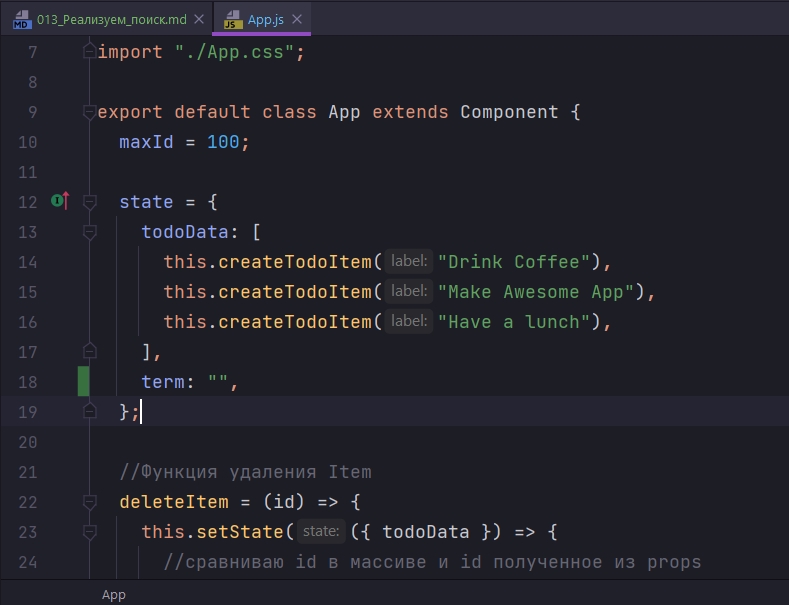 MD 013_Реализуем_поиск.md JS App.js
7 import "./App.css";
8
9 export default class App extends Component {
10 maxId = 100;
11
12 state = {
13 todoData: [
14 this.createTodoItem( label: "Drink Coffee"),
15 this.createTodoItem( label: "Make Awesome App"),
16 this.createTodoItem( label: "Have a lunch"),
17 ],
18 term: "",
19 };
20
21 //Функция удаления Item
22 deleteItem = (id) => {
23 this.setState( state: ({ todoData }) => {
24 //сравниваю id в массиве и id полученное из props
App